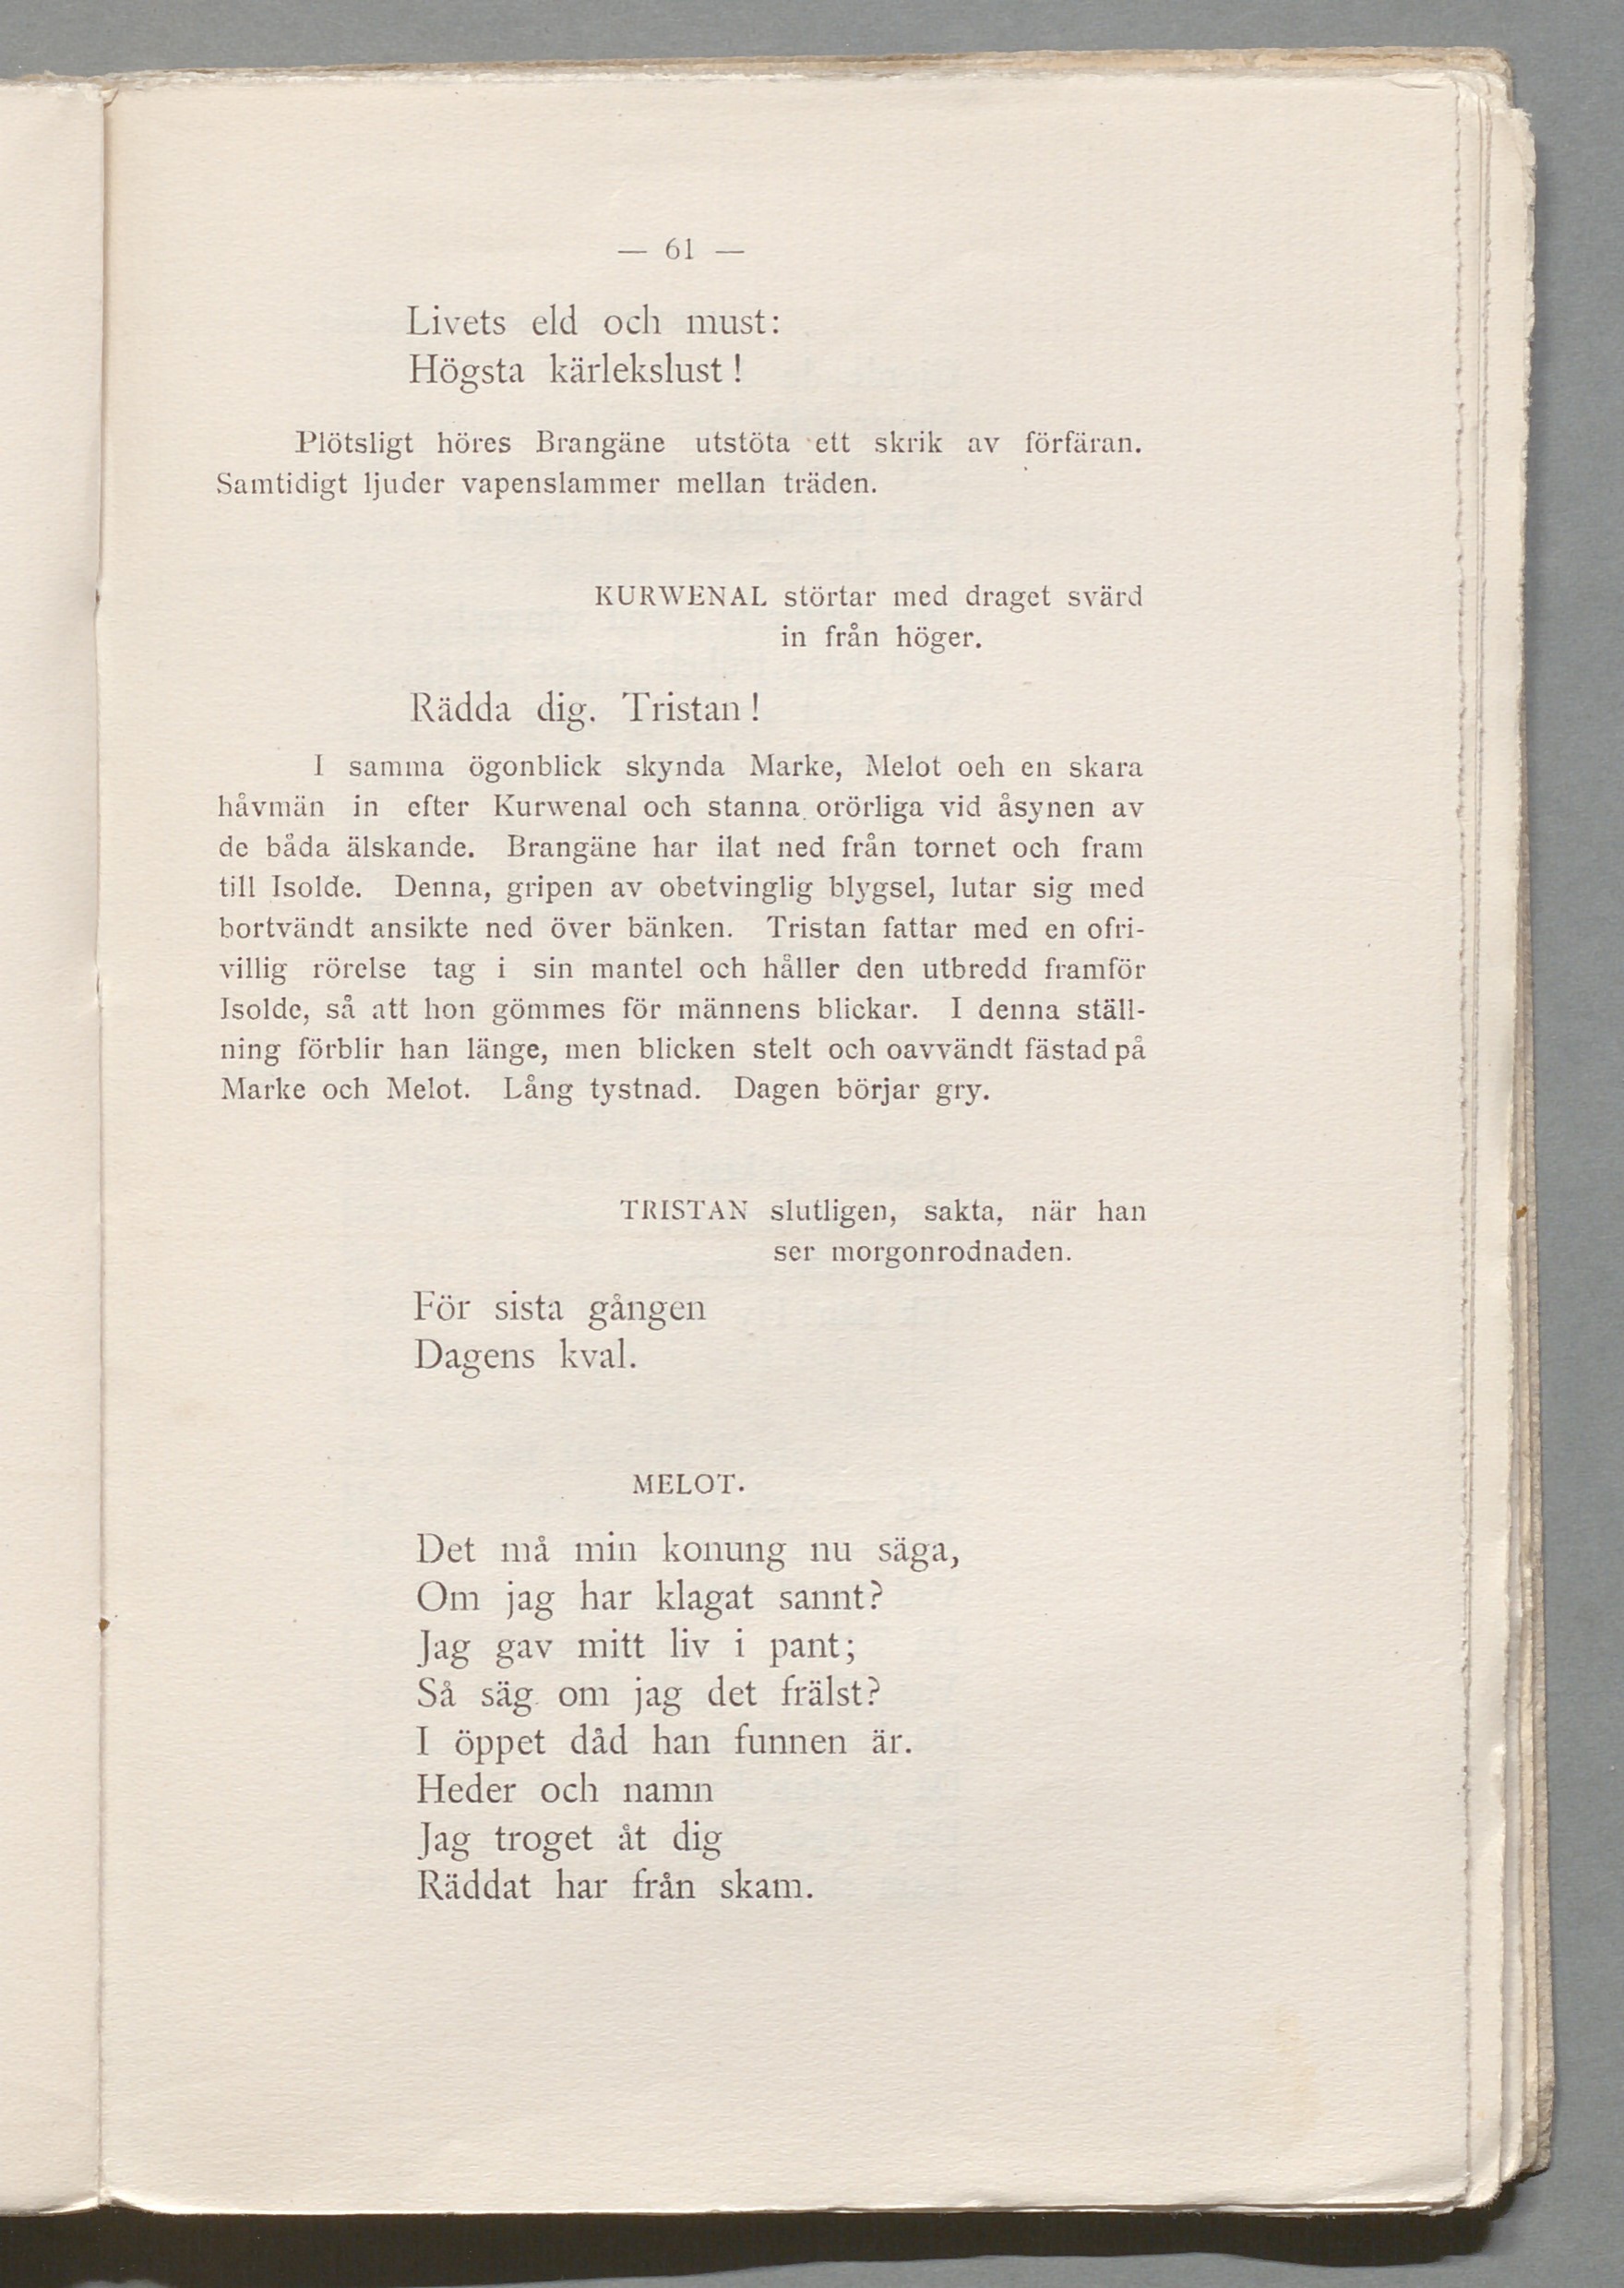 — 61 —
Livets eld och must:
Högsta kärlekslust!
Plötsligt höres Brangäne utstöta ett skrik av förfäran.
Samtidigt ljuder vapenslammer mellan träden.
KURWENAL störtar med draget svärd
in från höger.
Rädda dig. Tristan!
I samma ögonblick skynda Marke, Melot oeh en skara
håvmän in efter Kurwenal och stanna orörliga vid åsynen av
de båda älskande. Brangäne har ilat ned från tornet och fram
till Isolde. Denna, gripen av obetvinglig blygsel, lutar sig med
bortvändt ansikte ned över bänken. Tristan fattar med en ofri-
villig rörelse tag i sin mantel och håller den utbredd framför
Isolde, så att hon gömmes för männens blickar. I denna ställ-
ning förblir han länge, men blicken stelt och oavvändt fästad på
Marke och Melot. Lång tystnad. Dagen börjar gry.
TRISTAN slutligen, sakta, när han
ser morgonrodnaden.
För sista gången
Dagens kval.
MELOT.
Det må min konung nu säga,
Om jag har klagat sannt?
Jag gav mitt liv i pant;
Så säg om jag det frälst?
I öppet dåd han funnen är.
Heder och namn
Jag troget åt dig
Räddat har från skam.